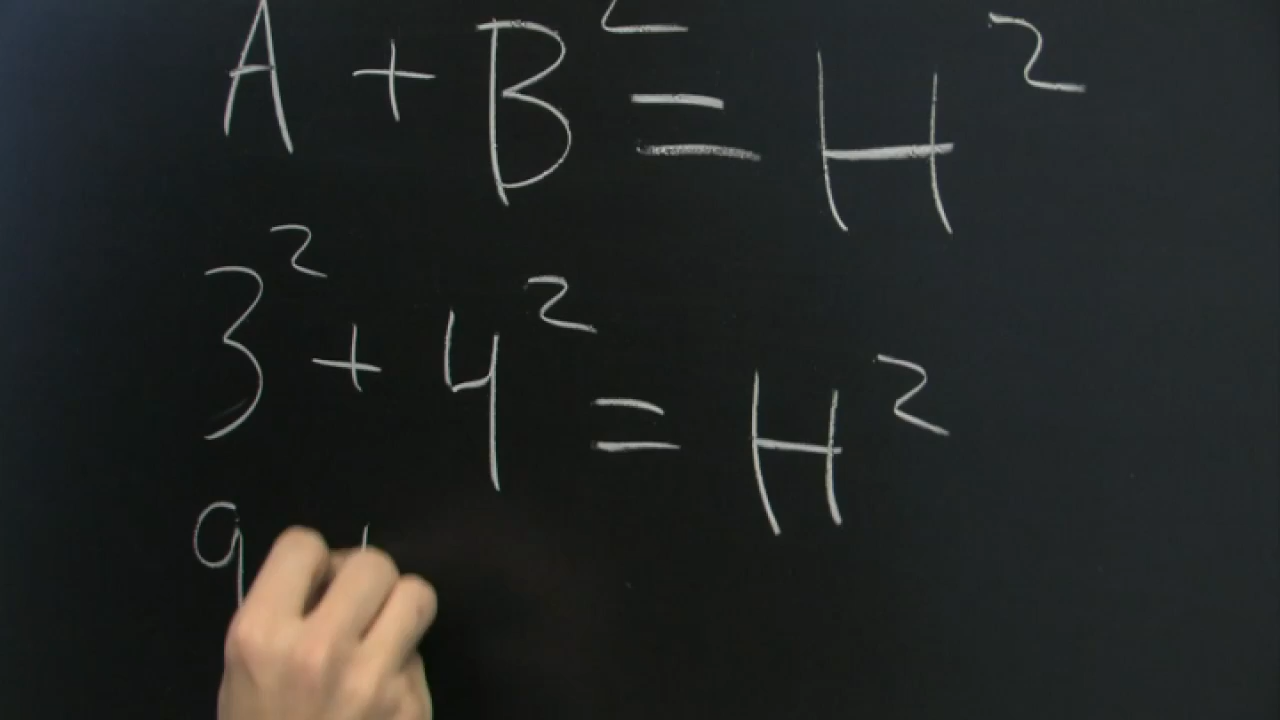 A + B² = H²
3² + 4² = H²
9 +